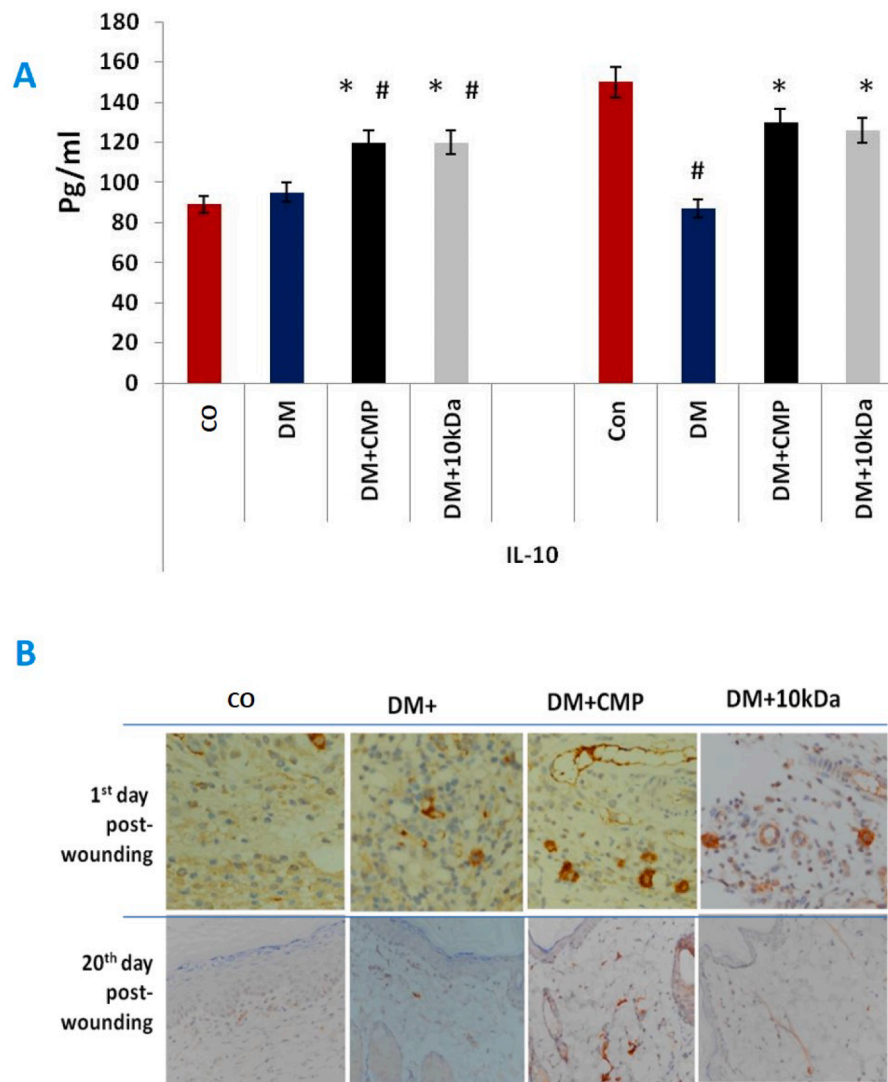 A
Pg/ml
180
160
140
120
100
80
60
40
20
0
* # * #
#
* *
CO
DM
DM+CMP
DM+10kDa
Con
DM
DM+CMP
DM+10kDa
IL-10
B
CO DM+ DM+CMP DM+10kDa
1st day
post-
wounding
20th day
post-
wounding